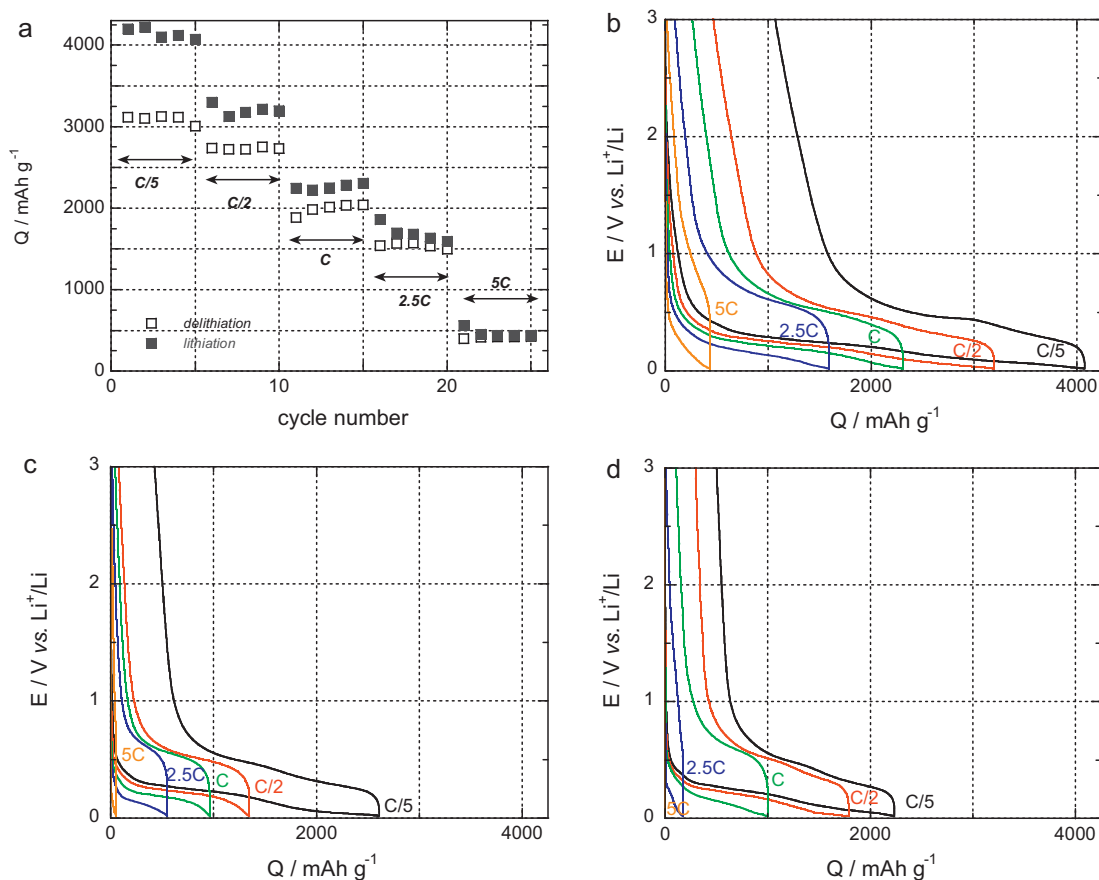 a
4000
3000
2000
1000
0
Q / mAh g⁻¹
C/5
C/2
C
2.5C
5C
delithiation
lithiation
0
10
20
cycle number
b
3
2
1
0
E / V vs. Li⁺/Li
5C
2.5C
C
C/2
C/5
0
2000
4000
Q / mAh g⁻¹
c
3
2
1
0
E / V vs. Li⁺/Li
5C
2.5C
C
C/2
C/5
0
2000
4000
Q / mAh g⁻¹
d
3
2
1
0
E / V vs. Li⁺/Li
5C
2.5C
C
C/2
C/5
0
2000
4000
Q / mAh g⁻¹